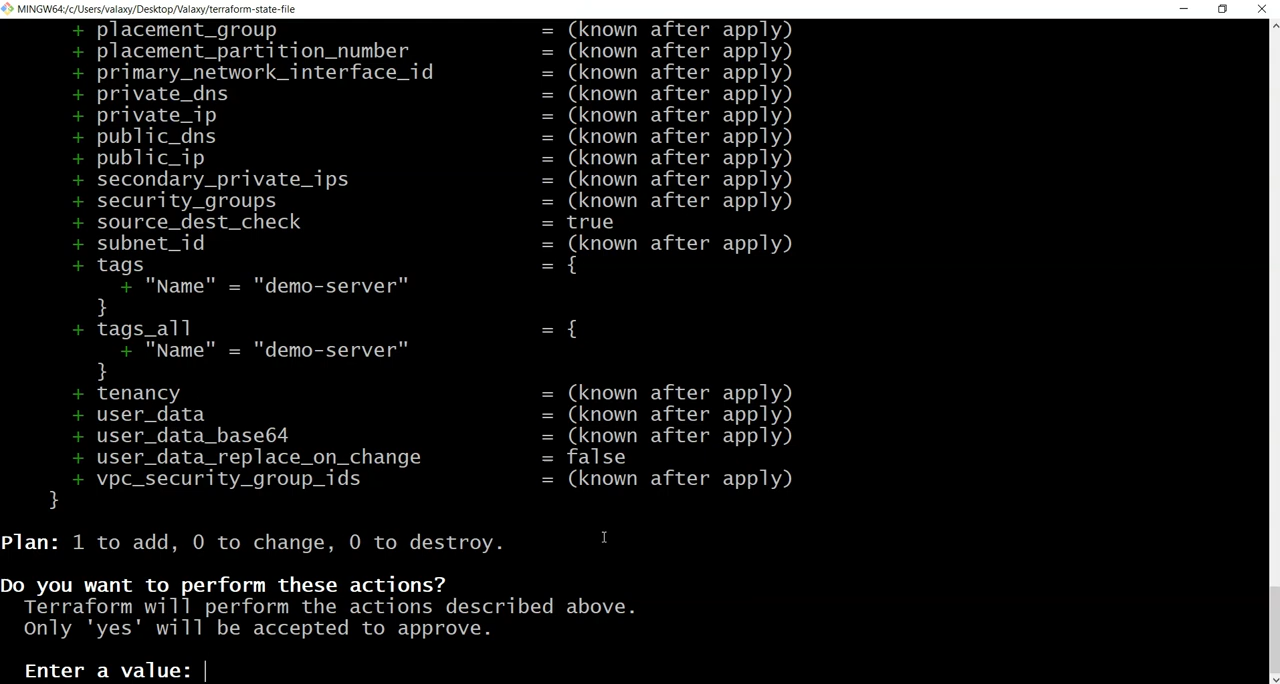 MINGW64:/c/Users/valaxy/Desktop/Valaxy/terraform-state-file
+ placement_group = (known after apply)
+ placement_partition_number = (known after apply)
+ primary_network_interface_id = (known after apply)
+ private_dns = (known after apply)
+ private_ip = (known after apply)
+ public_dns = (known after apply)
+ public_ip = (known after apply)
+ secondary_private_ips = (known after apply)
+ security_groups = (known after apply)
+ source_dest_check = true
+ subnet_id = (known after apply)
+ tags = {
+ "Name" = "demo-server"
}
+ tags_all = {
+ "Name" = "demo-server"
}
+ tenancy = (known after apply)
+ user_data = (known after apply)
+ user_data_base64 = (known after apply)
+ user_data_replace_on_change = false
+ vpc_security_group_ids = (known after apply)
}
Plan: 1 to add, 0 to change, 0 to destroy.
Do you want to perform these actions?
Terraform will perform the actions described above.
Only 'yes' will be accepted to approve.
Enter a value: